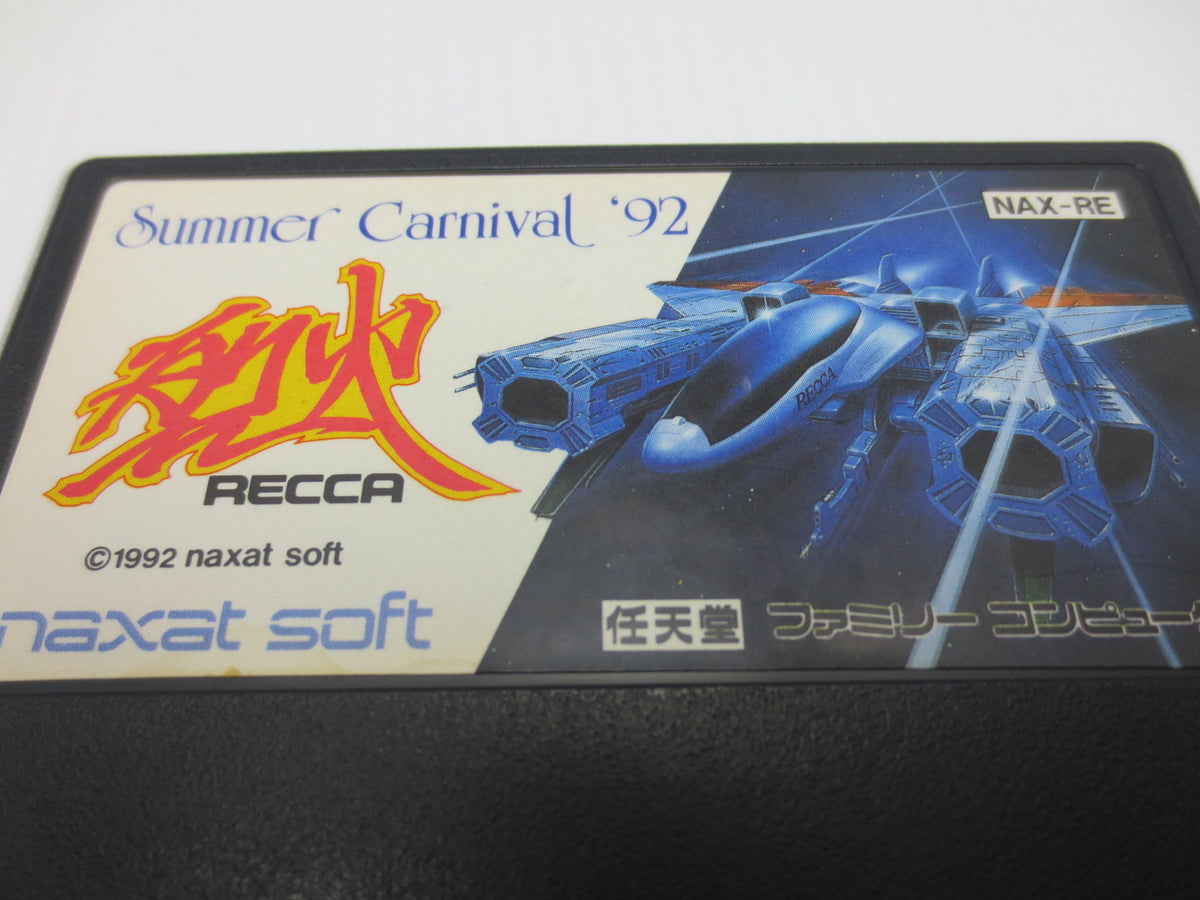 Summer Carnival '92
NAX-RE
烈火
RECCA
RECCA
©1992 naxat soft
naxat soft
任天堂 ファミリー コンピュータ